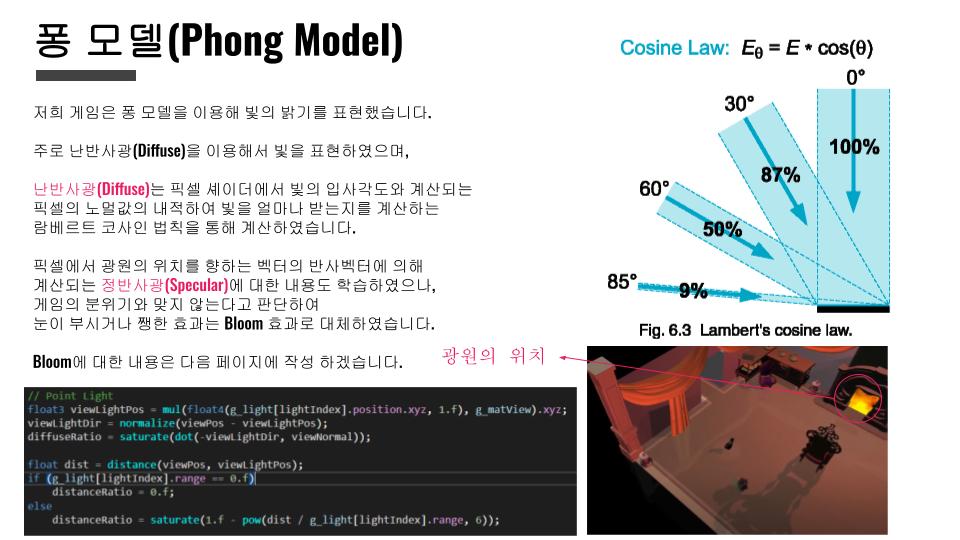 퐁 모델(Phong Model)
저희 게임은 퐁 모델을 이용해 빛의 밝기를 표현했습니다.
주로 난반사광(Diffuse)을 이용해서 빛을 표현하였으며,
난반사광(Diffuse)는 픽셀 셰이더에서 빛의 입사각도와 계산되는
픽셀의 노멀값의 내적하여 빛을 얼마나 받는지를 계산하는
람베르트 코사인 법칙을 통해 계산하였습니다.
픽셀에서 광원의 위치를 향하는 벡터의 반사벡터에 의해
계산되는 정반사광(Specular)에 대한 내용도 학습하였으나,
게임의 분위기와 맞지 않는다고 판단하여
눈이 부시거나 쨍한 효과는 Bloom 효과로 대체하였습니다.
Bloom에 대한 내용은 다음 페이지에 작성 하겠습니다.
// Point Light
float3 viewLightPos = mul(float4(g_light[lightIndex].position.xyz, 1.f), g_matView).xyz;
viewLightDir = normalize(viewPos - viewLightPos);
diffuseRatio = saturate(dot(-viewLightDir, viewNormal));
float dist = distance(viewPos, viewLightPos);
if (g_light[lightIndex].range == 0.f)
distanceRatio = 0.f;
else
distanceRatio = saturate(1.f - pow(dist / g_light[lightIndex].range, 6));
Cosine Law: Eθ = E * cos(θ)
0°
30°
100%
87%
60°
50%
85°
9%
Fig. 6.3 Lambert's cosine law.
광원의 위치